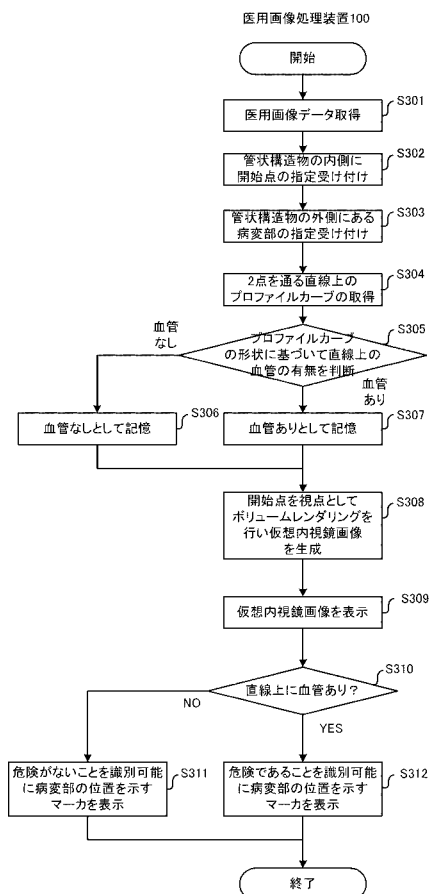 医用画像処理装置100
開始
医用画像データ取得
S301
管状構造物の内側に
開始点の指定受け付け
S302
管状構造物の外側にある
病変部の指定受け付け
S303
2点を通る直線上の
プロファイルカーブの取得
S304
プロファイルカーブ
の形状に基づいて直線上の
血管の有無を判断
S305
血管
なし
血管
あり
血管なしとして記憶
S306
血管ありとして記憶
S307
開始点を視点として
ボリュームレンダリングを
行い仮想内視鏡画像
を生成
S308
仮想内視鏡画像を表示
S309
直線上に血管あり?
S310
NO
YES
危険がないことを識別可能
に病変部の位置を示す
マーカを表示
S311
危険であることを識別可能
に病変部の位置を示す
マーカを表示
S312
終了